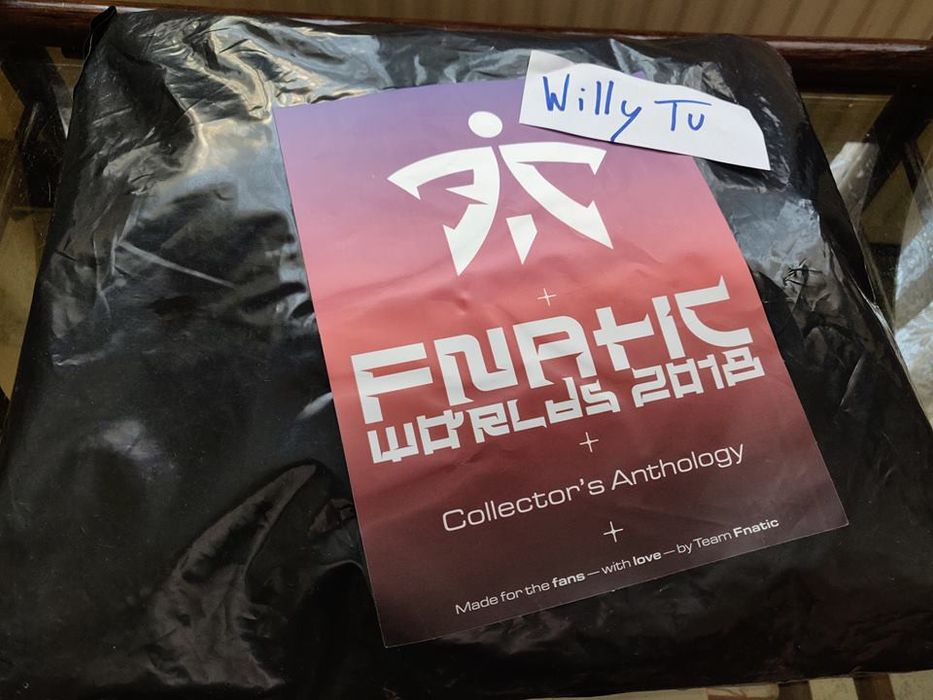 Willy Tu
FNATIC
WORLDS 2018
Collector's Anthology
Made for the fans — with love — by Team Fnatic